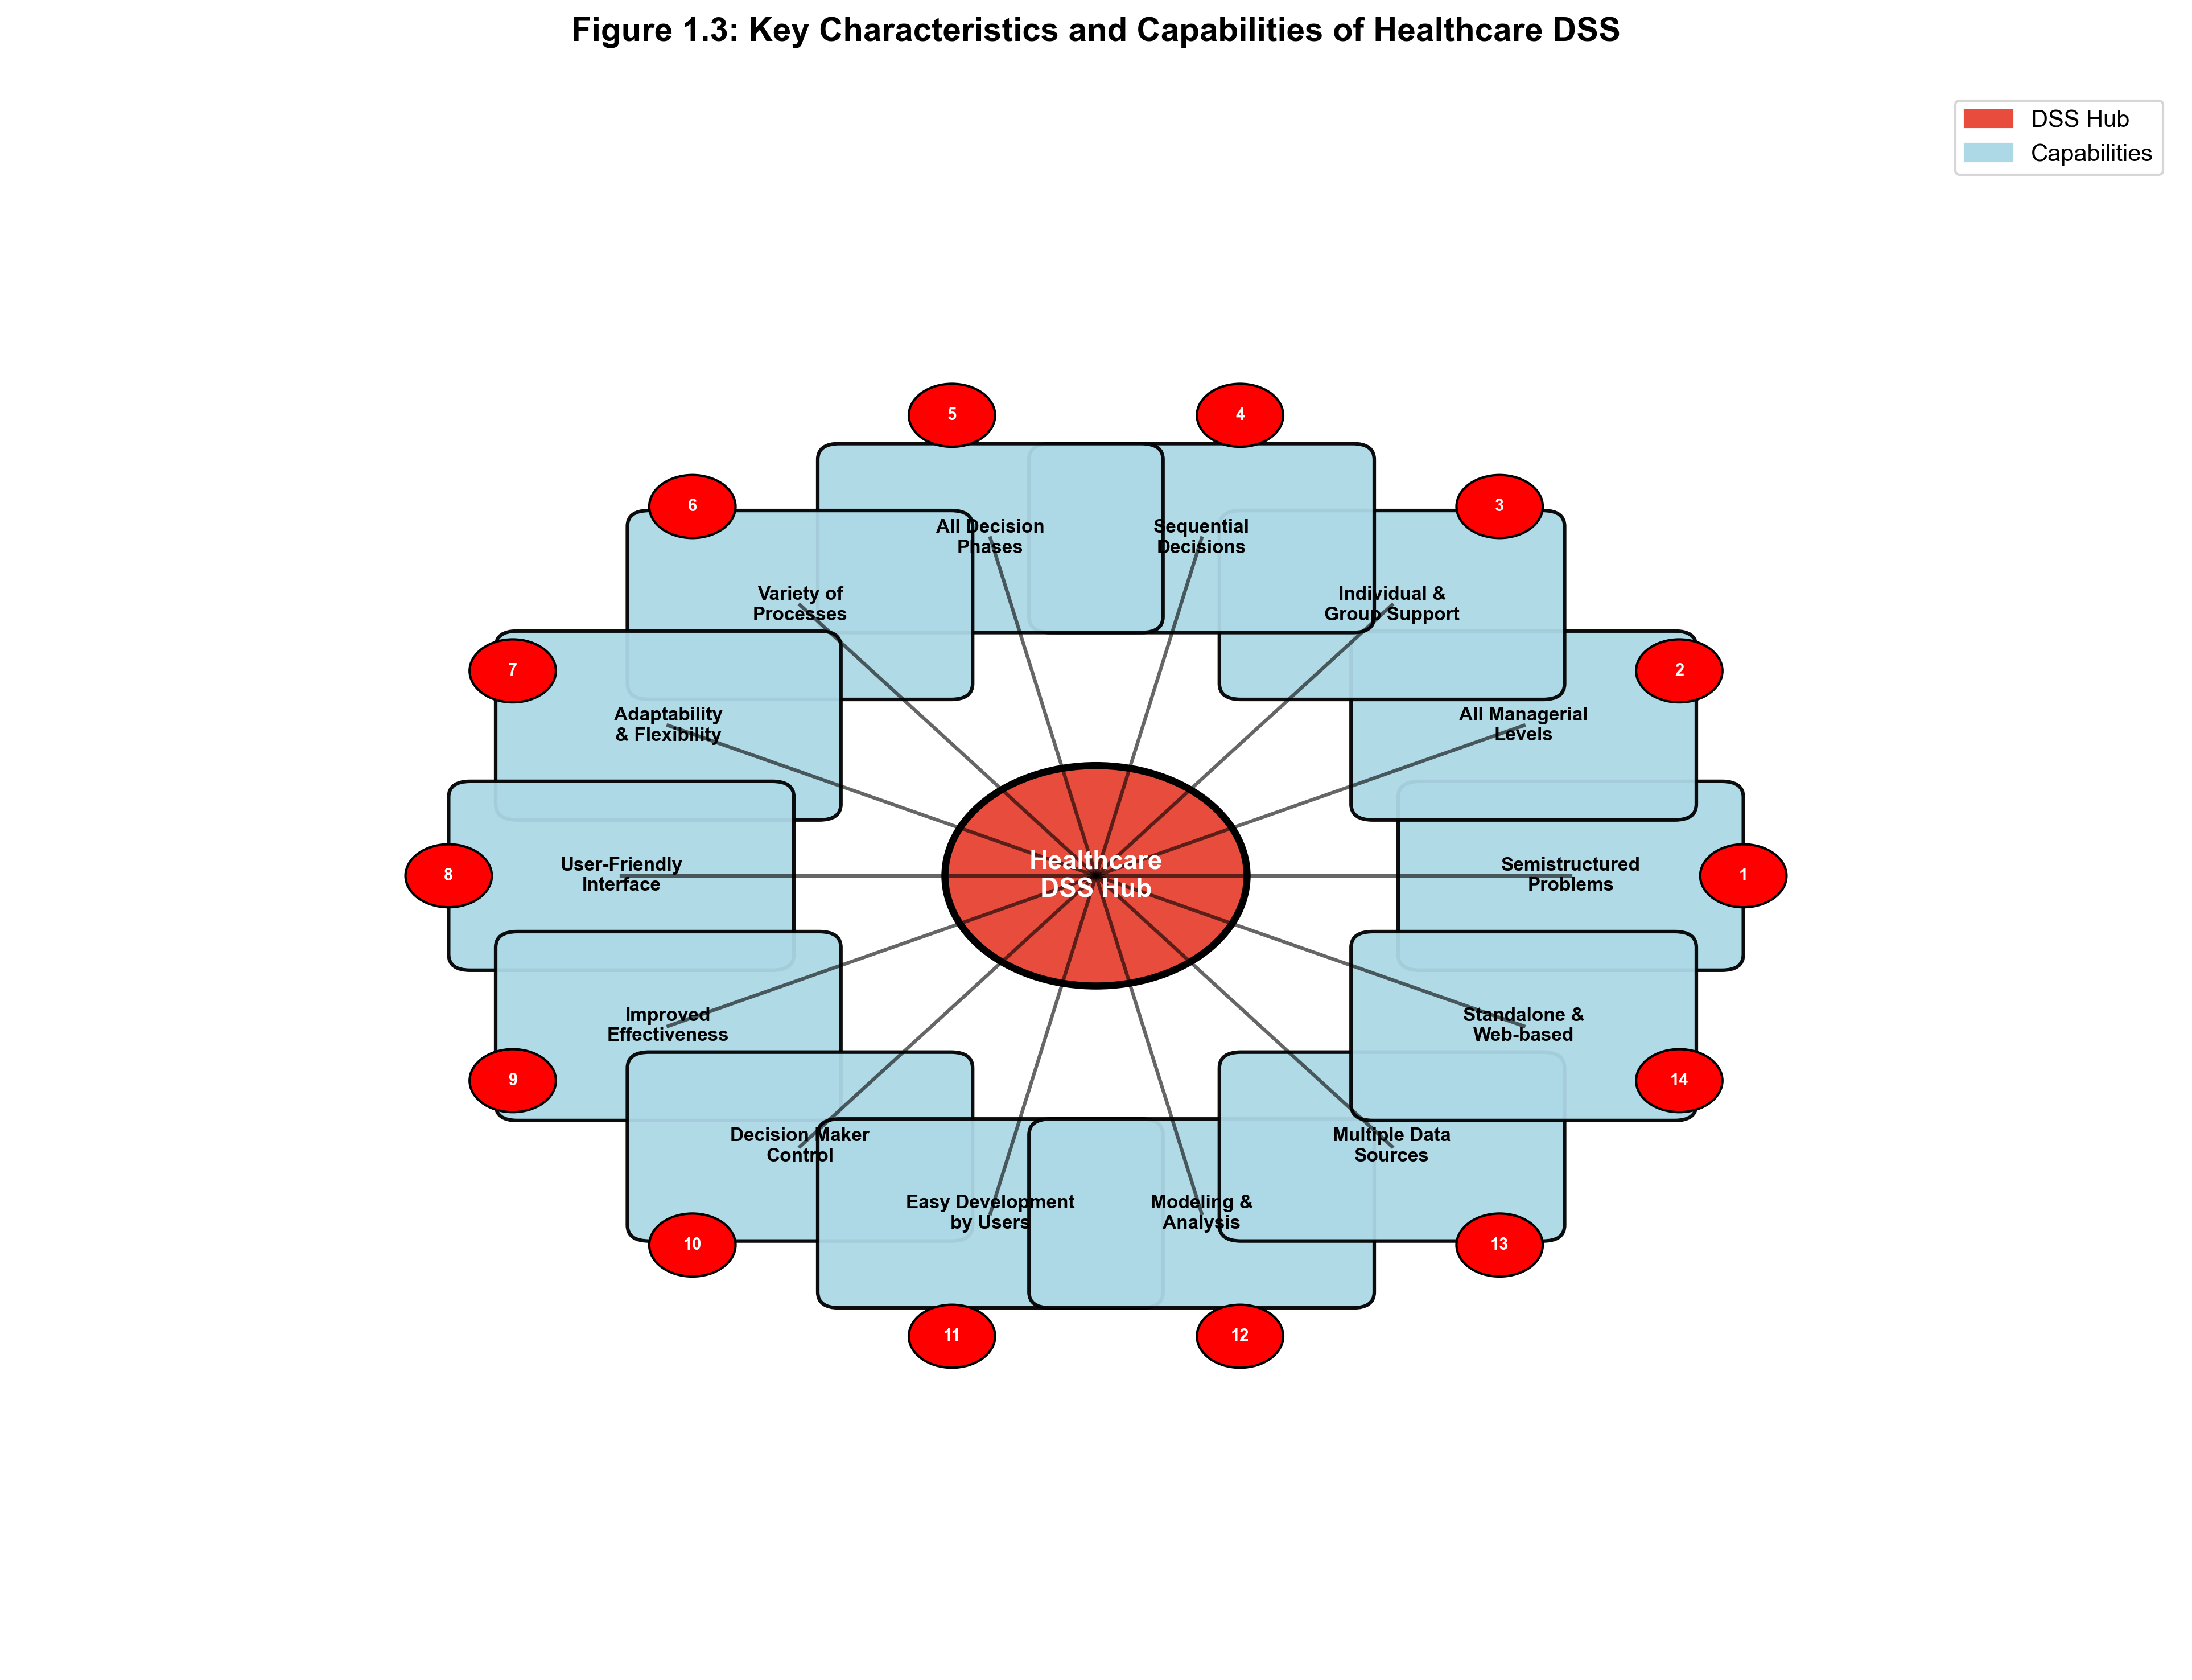 Figure 1.3: Key Characteristics and Capabilities of Healthcare DSS
DSS Hub
Capabilities
5
4
6
3
All Decision
Phases
Sequential
Decisions
Variety of
Processes
Individual &
Group Support
7
2
Adaptability
& Flexibility
All Managerial
Levels
8
User-Friendly
Interface
Healthcare
DSS Hub
Semistructured
Problems
1
Improved
Effectiveness
Standalone &
Web-based
9
14
Decision Maker
Control
Multiple Data
Sources
Easy Development
by Users
Modeling &
Analysis
10
13
11
12